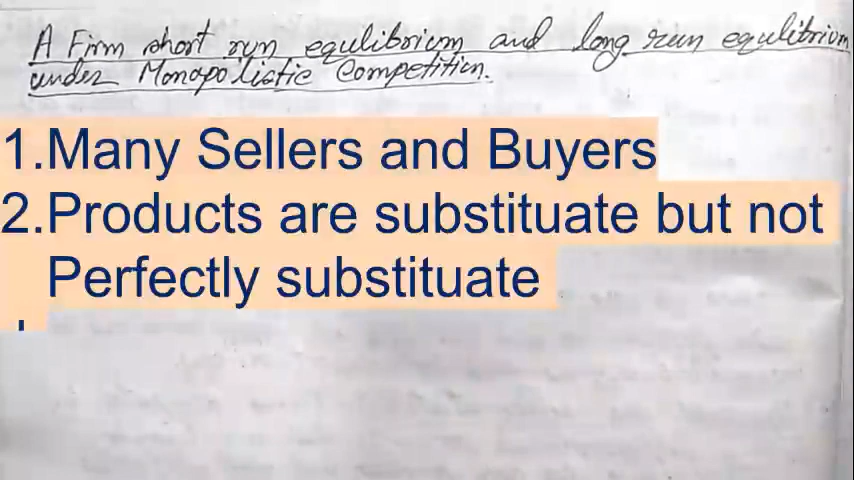 A Firm short run equlibrium and long run equlitrium
under Monopolistic Competition.
1.Many Sellers and Buyers
2.Products are substituate but not
Perfectly substituate